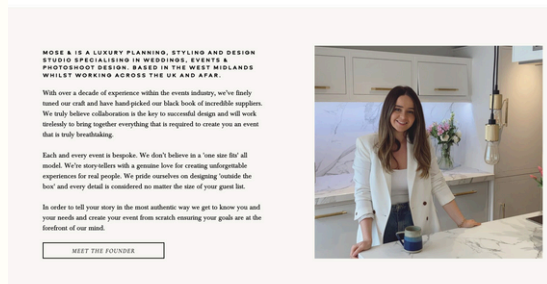 MOSE & IS A LUXURY PLANNING, STYLING AND DESIGN
STUDIO SPECIALISING IN WEDDINGS, EVENTS &
PHOTOSHOOT DESIGN. BASED IN THE WEST MIDLANDS
WHILST WORKING ACROSS THE UK AND AFAR.
With over a decade of experience within the events industry, we've finely
tuned our craft and have hand-picked our black book of incredible suppliers.
We truly believe collaboration is the key to successful design and will work
tirelessly to bring together everything that is required to create you an event
that is truly breathtaking.
Each and every event is bespoke. We don't believe in a 'one size fits' all
model. We're story-tellers with a genuine love for creating unforgettable
experiences for real people. We pride ourselves on designing 'outside the
box' and every detail is considered no matter the size of your guest list.
In order to tell your story in the most authentic way we get to know you and
your needs and create your event from scratch ensuring your goals are at the
forefront of our mind.
MEET THE FOUNDER